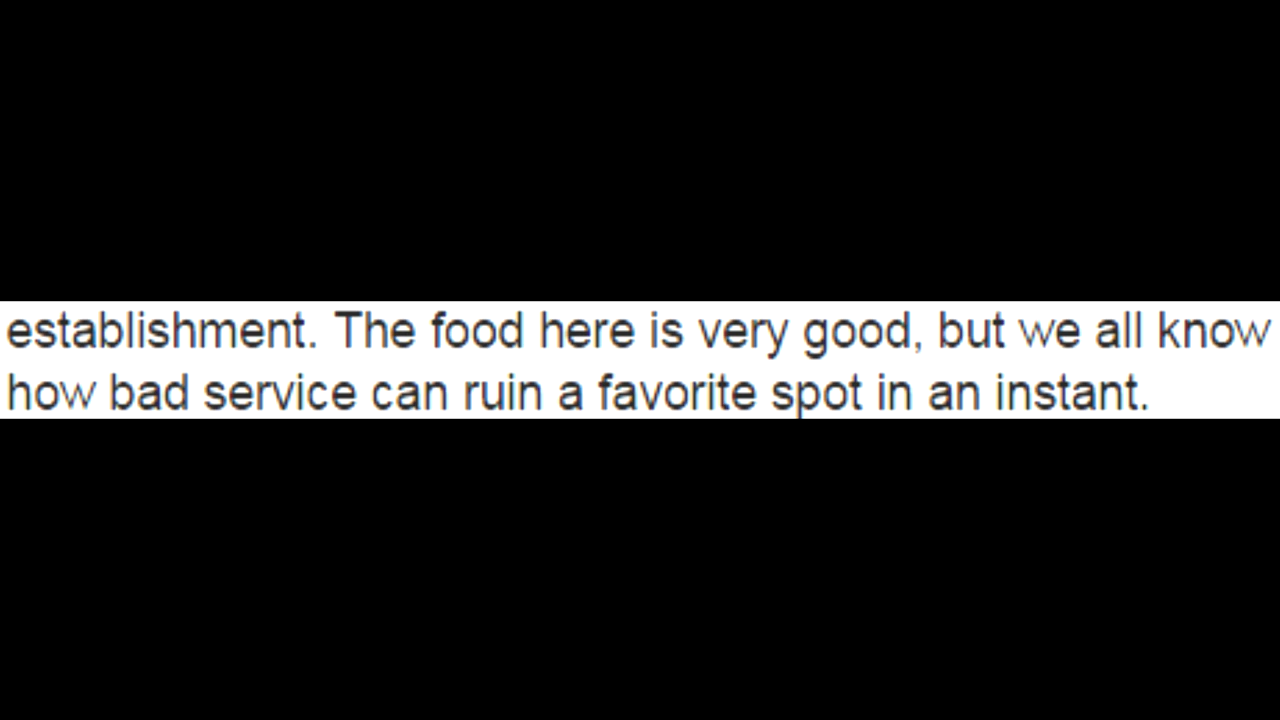 establishment. The food here is very good, but we all know
how bad service can ruin a favorite spot in an instant.